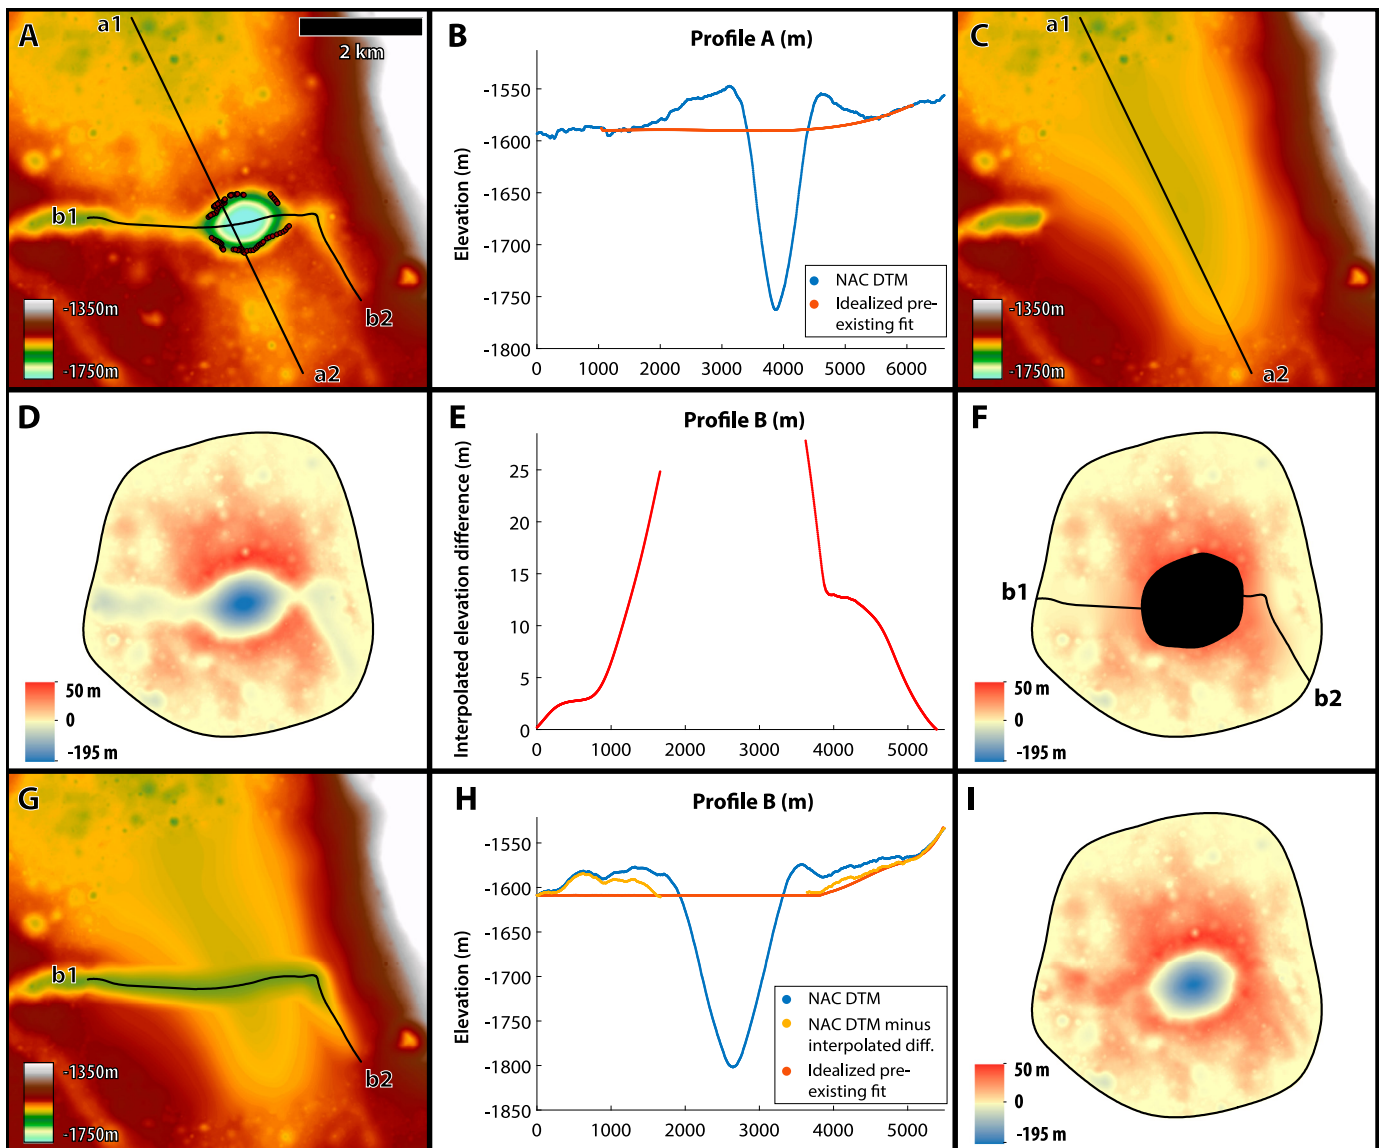 A
a1
2 km
b1
b2
a2
-1350m
-1750m
B
Profile A (m)
Elevation (m)
-1550
-1600
-1650
-1700
-1750
-1800
0 1000 2000 3000 4000 5000 6000
NAC DTM
Idealized pre-
existing fit
C
a1
a2
-1350m
-1750m
D
50 m
0
-195 m
E
Profile B (m)
Interpolated elevation difference (m)
25
20
15
10
5
0
0 1000 2000 3000 4000 5000
F
b1
b2
50 m
0
-195 m
G
b1
b2
-1350m
-1750m
H
Profile B (m)
Elevation (m)
-1550
-1600
-1650
-1700
-1750
-1800
-1850
0 1000 2000 3000 4000 5000
NAC DTM
NAC DTM minus
interpolated diff.
Idealized pre-
existing fit
I
50 m
0
-195 m